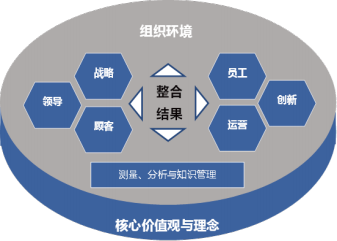 组织环境
战略
员工
领导
整合
创新
结果
顾客
运营
测量、分析与知识管理
核心价值观与理念